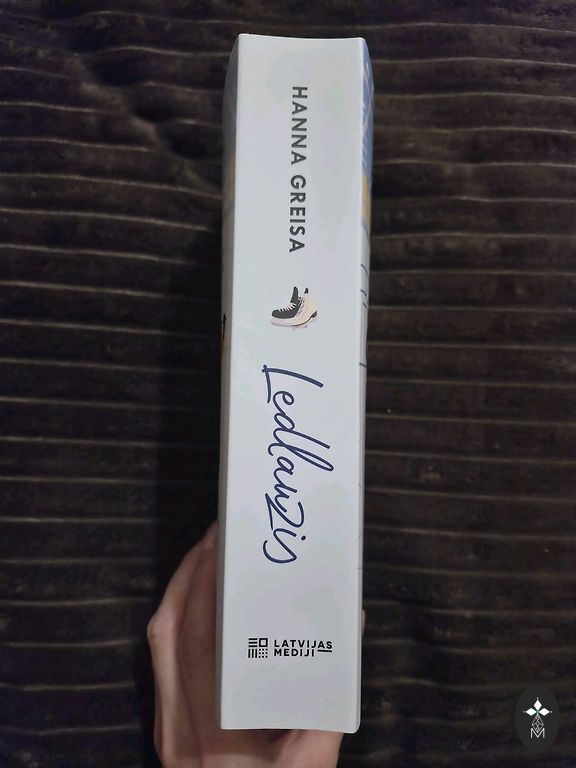 HANNA GREISA
Ledlauzis
LATVIJAS
MEDIJI
M